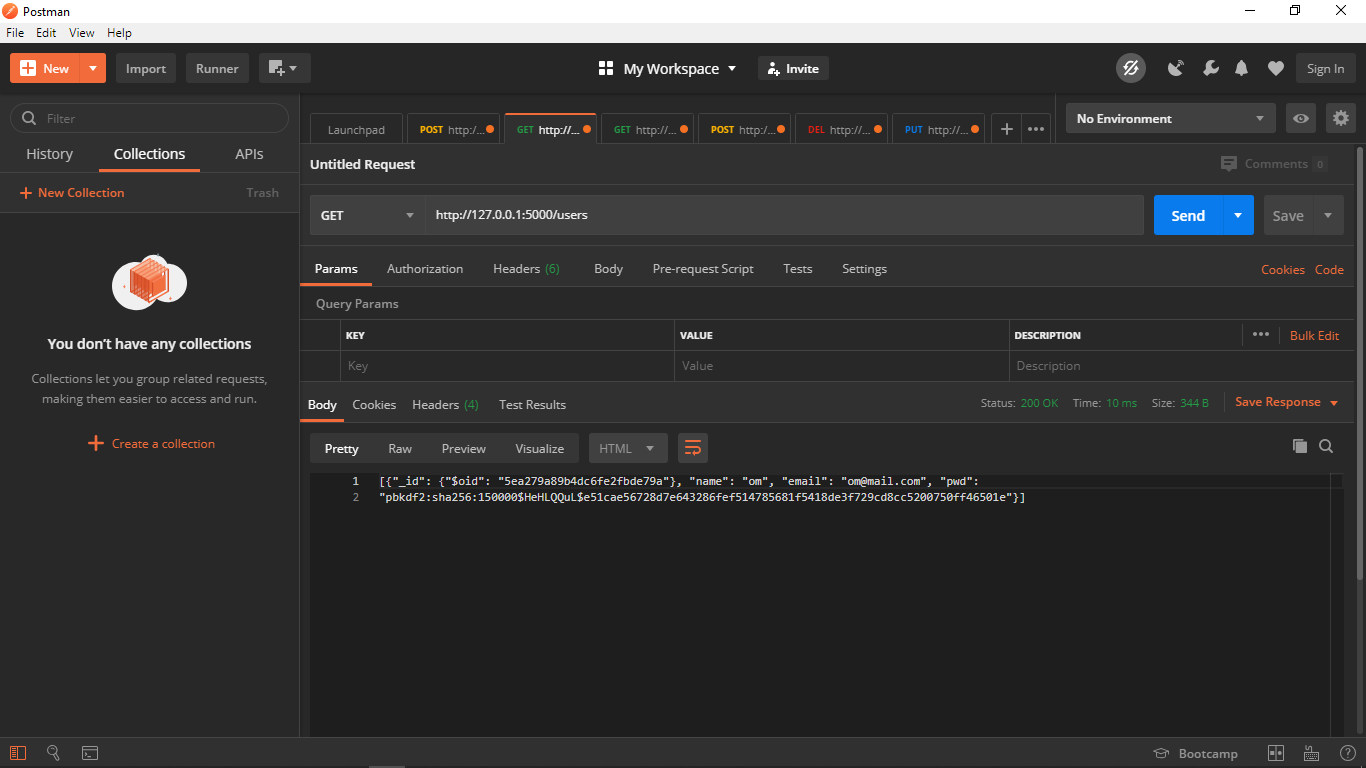 Postman
File Edit View Help
New Import Runner My Workspace Invite Sign In
Filter
History Collections APIs
New Collection Trash
You don't have any collections
Collections let you group related requests,
making them easier to access and run.
Create a collection
Launchpad POST http:/... GET http://... GET http://... POST http:/... DEL http://... PUT http://... No Environment
Untitled Request Comments 0
GET http://127.0.0.1:5000/users Send Save
Params Authorization Headers (6) Body Pre-request Script Tests Settings Cookies Code
Query Params
KEY VALUE DESCRIPTION Bulk Edit
Key Value Description
Body Cookies Headers (4) Test Results Status: 200 OK Time: 10 ms Size: 344 B Save Response
Pretty Raw Preview Visualize HTML
1 [{"_id": {"$oid": "5ea279a89b4dc6fe2fbde79a"}, "name": "om", "email": "om@mail.com", "pwd":
2 "pbkdf2:sha256:150000$HeHLQQuL$e51cae56728d7e643286fef514785681f5418de3f729cd8cc5200750ff46501e"}]
Bootcamp